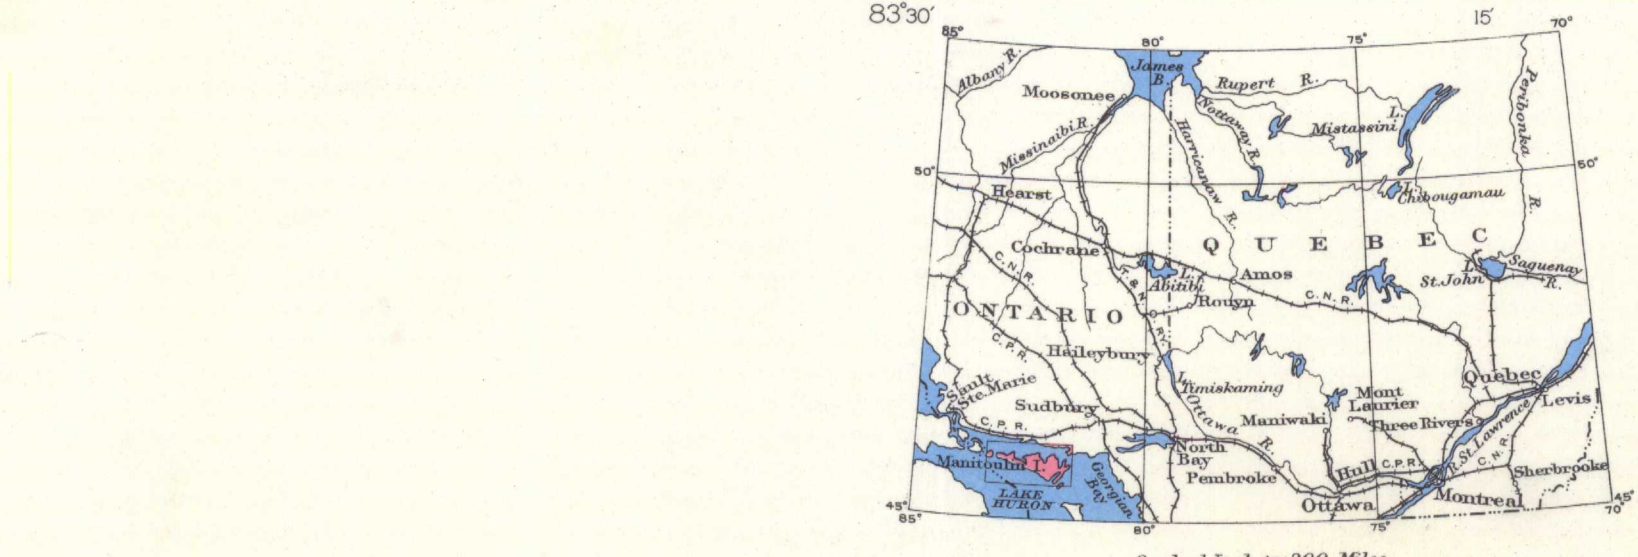 83°30' 15'
85° 80° 75° 70°
James
B.
Albany R.
Rupert R.
Moosonee
Nottaway R.
L.
Mistassini
Peribonka
R.
Missinaibi R.
Harricanaw
R.
50° 50°
Hearst
L.
Chibougamau
QUEBEC
Cochrane
C.N.R.
T. & N.
RY.
L.
Abitibi
Amos
L.
St. John
Saguenay
R.
Rouyn
C.N.R.
ONTARIO
C.P.R.
Haileybury
L.
Timiskaming
Quebec
Sault
Ste. Marie
Mont
Laurier
Levis
Sudbury
Ottawa
R.
Maniwaki
Three Rivers
R. St. Lawrence
C.P.R.
North
Bay
C.N.R.
Manitoulin I.
Georgian
Bay
Hull
C.P.R.
Sherbrooke
Pembroke
LAKE
HURON
Ottawa
Montreal
45° 45°
85° 80° 75° 70°